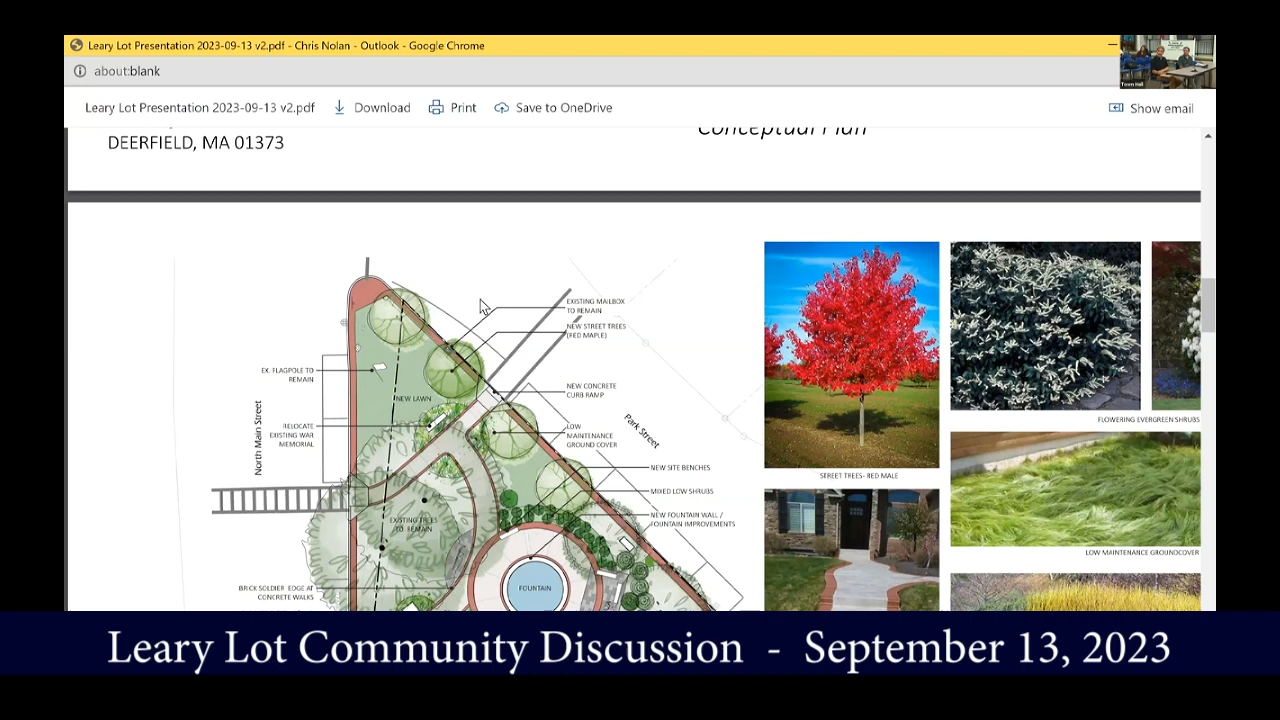 Leary Lot Presentation 2023-09-13 v2.pdf - Chris Nolan - Outlook - Google Chrome
about:blank
Leary Lot Presentation 2023-09-13 v2.pdf
Download
Print
Save to OneDrive
Show email
Town Hall
DEERFIELD, MA 01373
Conceptual Plan
EXISTING MAILBOX
TO REMAIN
NEW STREET TREES
(RED MAPLE)
EX. FLAGPOLE TO
REMAIN
NEW LAWN
NEW CONCRETE
CURB RAMP
RELOCATE
EXISTING WAR
MEMORIAL
North Main Street
LOW
MAINTENANCE
GROUND COVER
Park Street
NEW SITE BENCHES
MIXED LOW SHRUBS
NEW FOUNTAIN WALL /
FOUNTAIN IMPROVEMENTS
EXISTING TREES
TO REMAIN
BRICK SOLDIER EDGE AT
CONCRETE WALKS
FOUNTAIN
FLOWERING EVERGREEN SHRUBS
STREET TREES- RED MALE
LOW MAINTENANCE GROUNDCOVER
Leary Lot Community Discussion - September 13, 2023